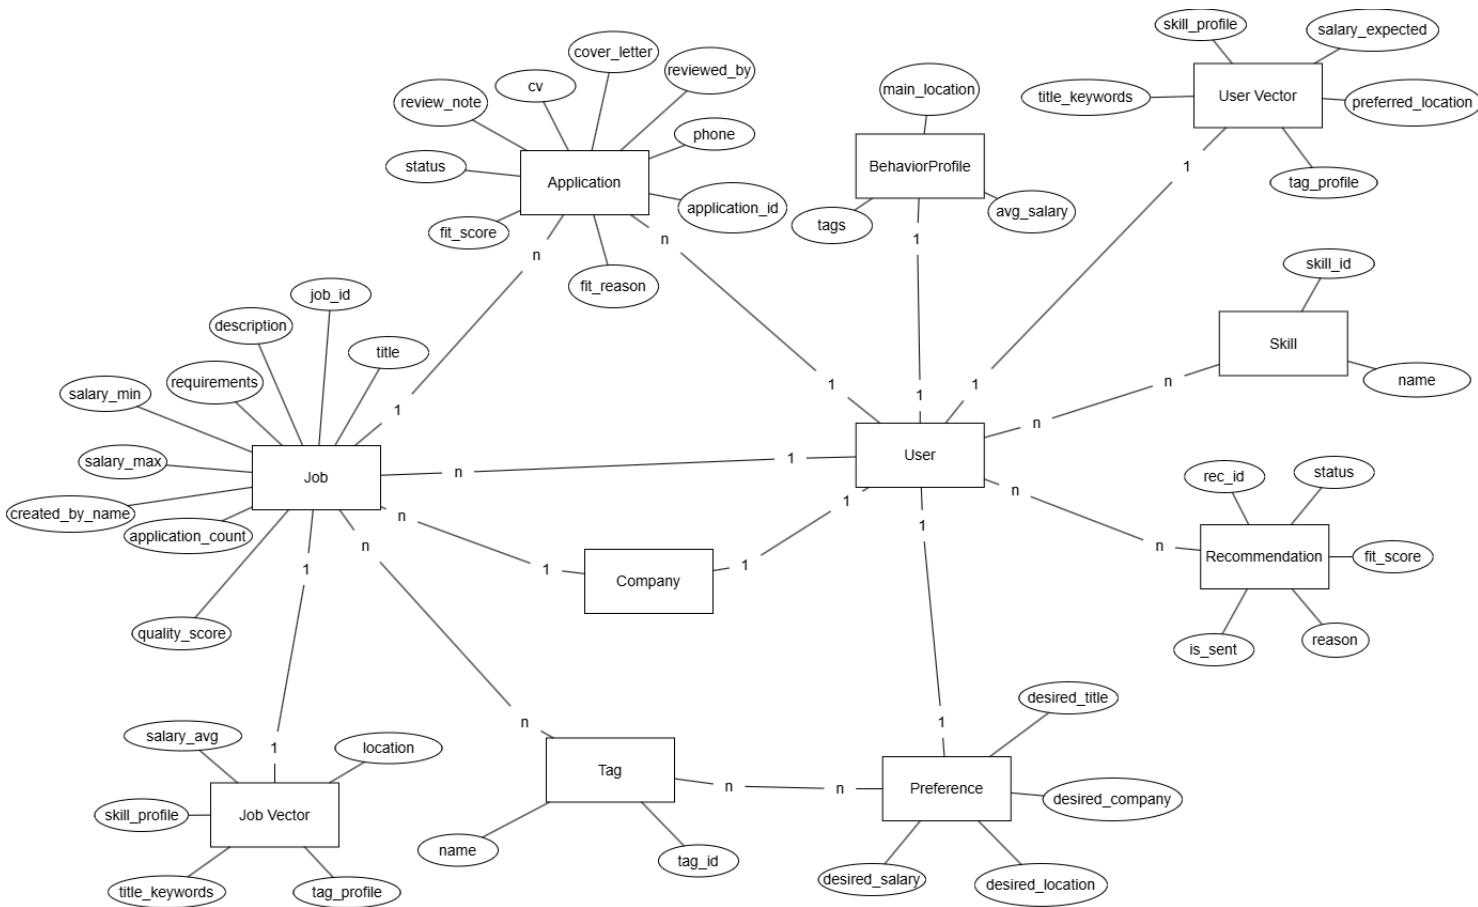 skill_profile
salary_expected
cover_letter
reviewed_by
cv
main_location
review_note
title_keywords
User Vector
preferred_location
phone
status
BehaviorProfile
1
Application
tag_profile
application_id
avg_salary
tags
fit_score
n
1
n
skill_id
fit_reason
job_id
description
title
Skill
requirements
name
salary_min
1
1
1
1
n
n
User
salary_max
n
1
Job
rec_id
status
n
1
created_by_name
n
1
application_count
n
n
Recommendation
fit_score
1
1
1
Company
quality_score
is_sent
reason
desired_title
n
1
salary_avg
location
1
Tag
n
n
Preference
desired_company
skill_profile
Job Vector
name
tag_id
desired_salary
desired_location
title_keywords
tag_profile